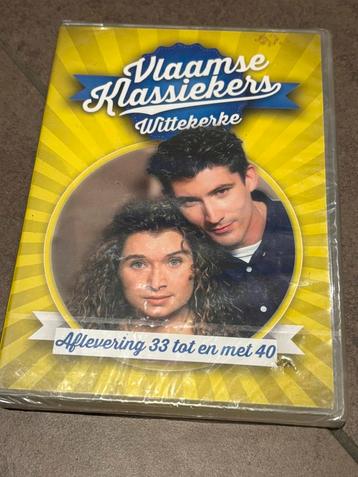 Vlaamse
Klassiekers
Wittekerke
Aflevering 33 tot en met 40